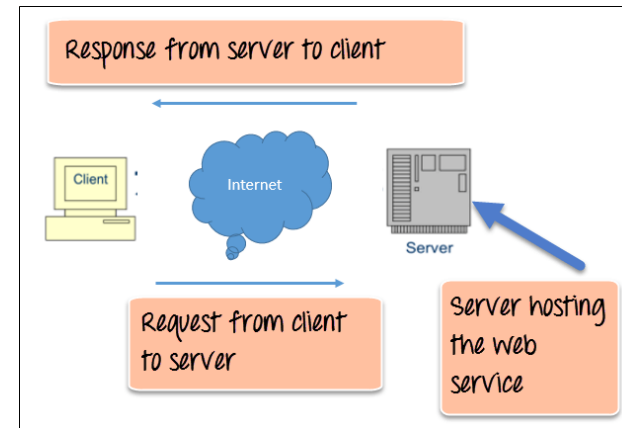 Response from server to client
Client
Internet
Server
Request from client
to server
Server hosting
the web
service